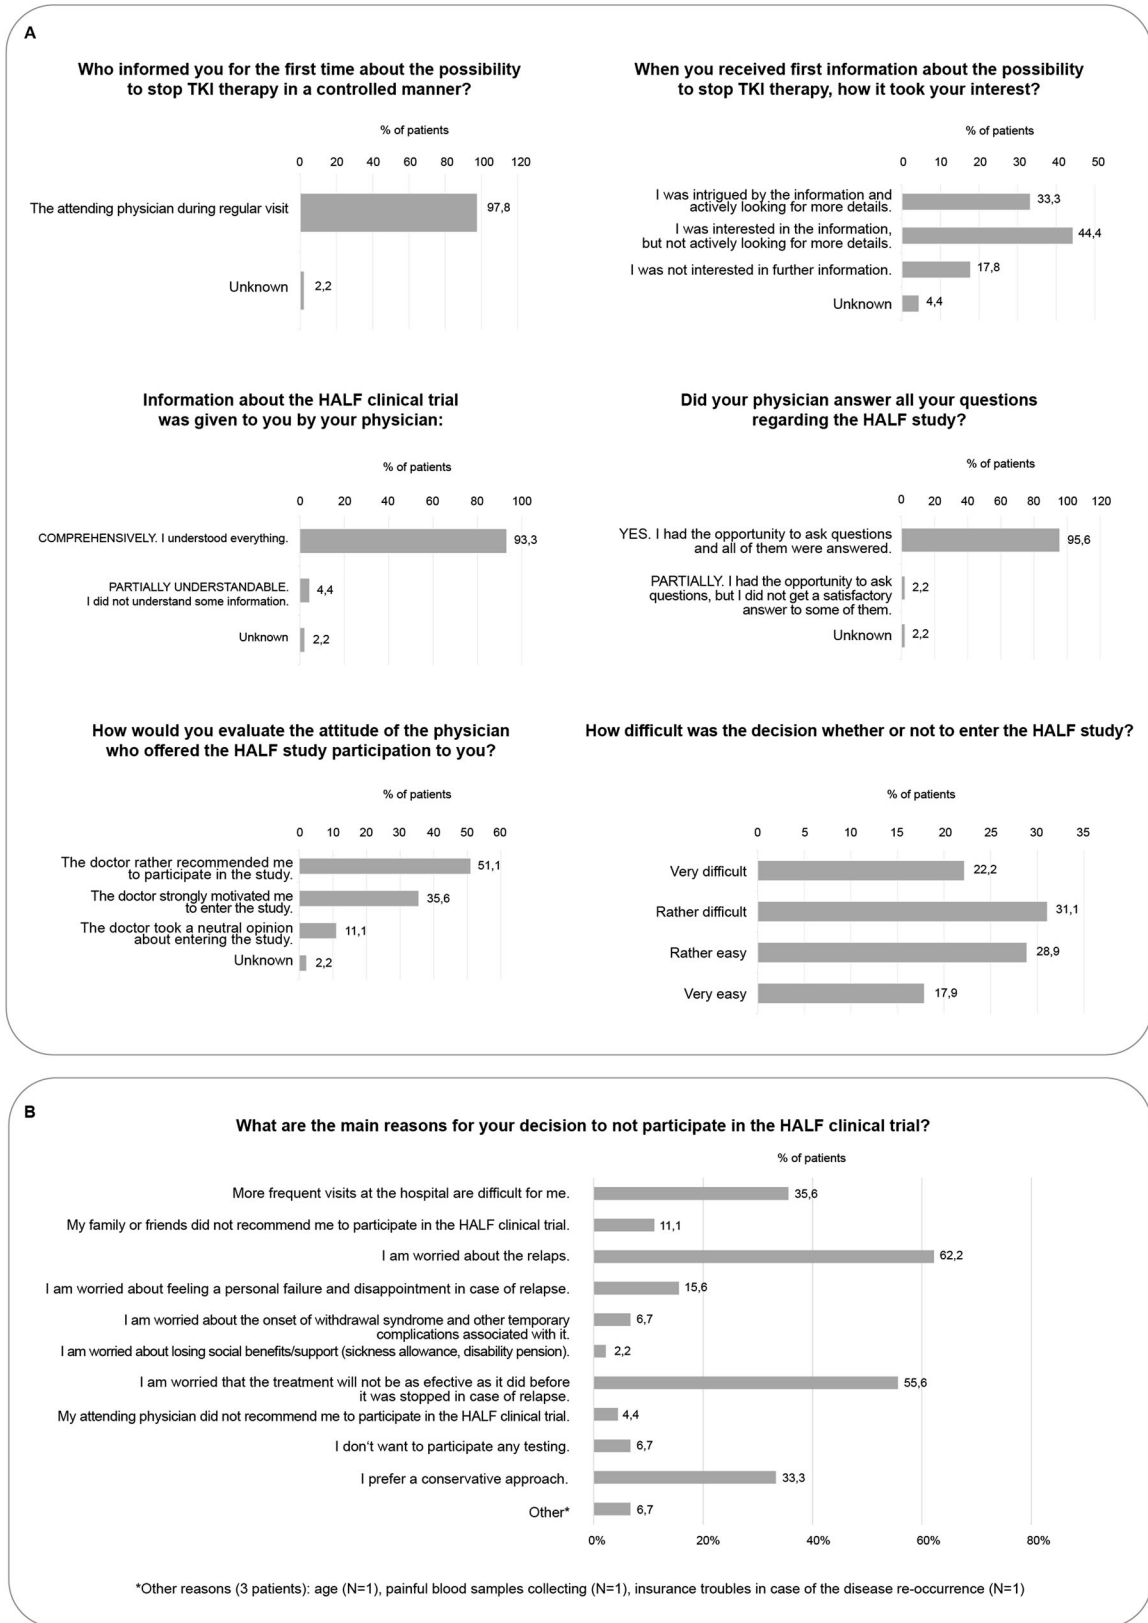 A
Who informed you for the first time about the possibility
to stop TKI therapy in a controlled manner?
% of patients
0 20 40 60 80 100 120
The attending physician during regular visit 97,8
Unknown 2,2
When you received first information about the possibility
to stop TKI therapy, how it took your interest?
% of patients
0 10 20 30 40 50
I was intrigued by the information and
actively looking for more details. 33,3
I was interested in the information,
but not actively looking for more details. 44,4
I was not interested in further information. 17,8
Unknown 4,4
Information about the HALF clinical trial
was given to you by your physician:
% of patients
0 20 40 60 80 100
COMPREHENSIVELY. I understood everything. 93,3
PARTIALLY UNDERSTANDABLE.
I did not understand some information. 4,4
Unknown 2,2
Did your physician answer all your questions
regarding the HALF study?
% of patients
0 20 40 60 80 100 120
YES. I had the opportunity to ask questions
and all of them were answered. 95,6
PARTIALLY. I had the opportunity to ask
questions, but I did not get a satisfactory 2,2
answer to some of them.
Unknown 2,2
How would you evaluate the attitude of the physician
who offered the HALF study participation to you?
% of patients
0 10 20 30 40 50 60
The doctor rather recommended me
to participate in the study. 51,1
The doctor strongly motivated me
to enter the study. 35,6
The doctor took a neutral opinion
about entering the study. 11,1
Unknown 2,2
How difficult was the decision whether or not to enter the HALF study?
% of patients
0 5 10 15 20 25 30 35
Very difficult 22,2
Rather difficult 31,1
Rather easy 28,9
Very easy 17,9
B
What are the main reasons for your decision to not participate in the HALF clinical trial?
% of patients
More frequent visits at the hospital are difficult for me. 35,6
My family or friends did not recommend me to participate in the HALF clinical trial. 11,1
I am worried about the relaps. 62,2
I am worried about feeling a personal failure and disappointment in case of relapse. 15,6
I am worried about the onset of withdrawal syndrome and other temporary 6,7
complications associated with it.
I am worried about losing social benefits/support (sickness allowance, disability pension). 2,2
I am worried that the treatment will not be as efective as it did before 55,6
it was stopped in case of relapse.
My attending physician did not recommend me to participate in the HALF clinical trial. 4,4
I don‘t want to participate any testing. 6,7
I prefer a conservative approach. 33,3
Other* 6,7
0% 20% 40% 60% 80%
*Other reasons (3 patients): age (N=1), painful blood samples collecting (N=1), insurance troubles in case of the disease re-occurrence (N=1)